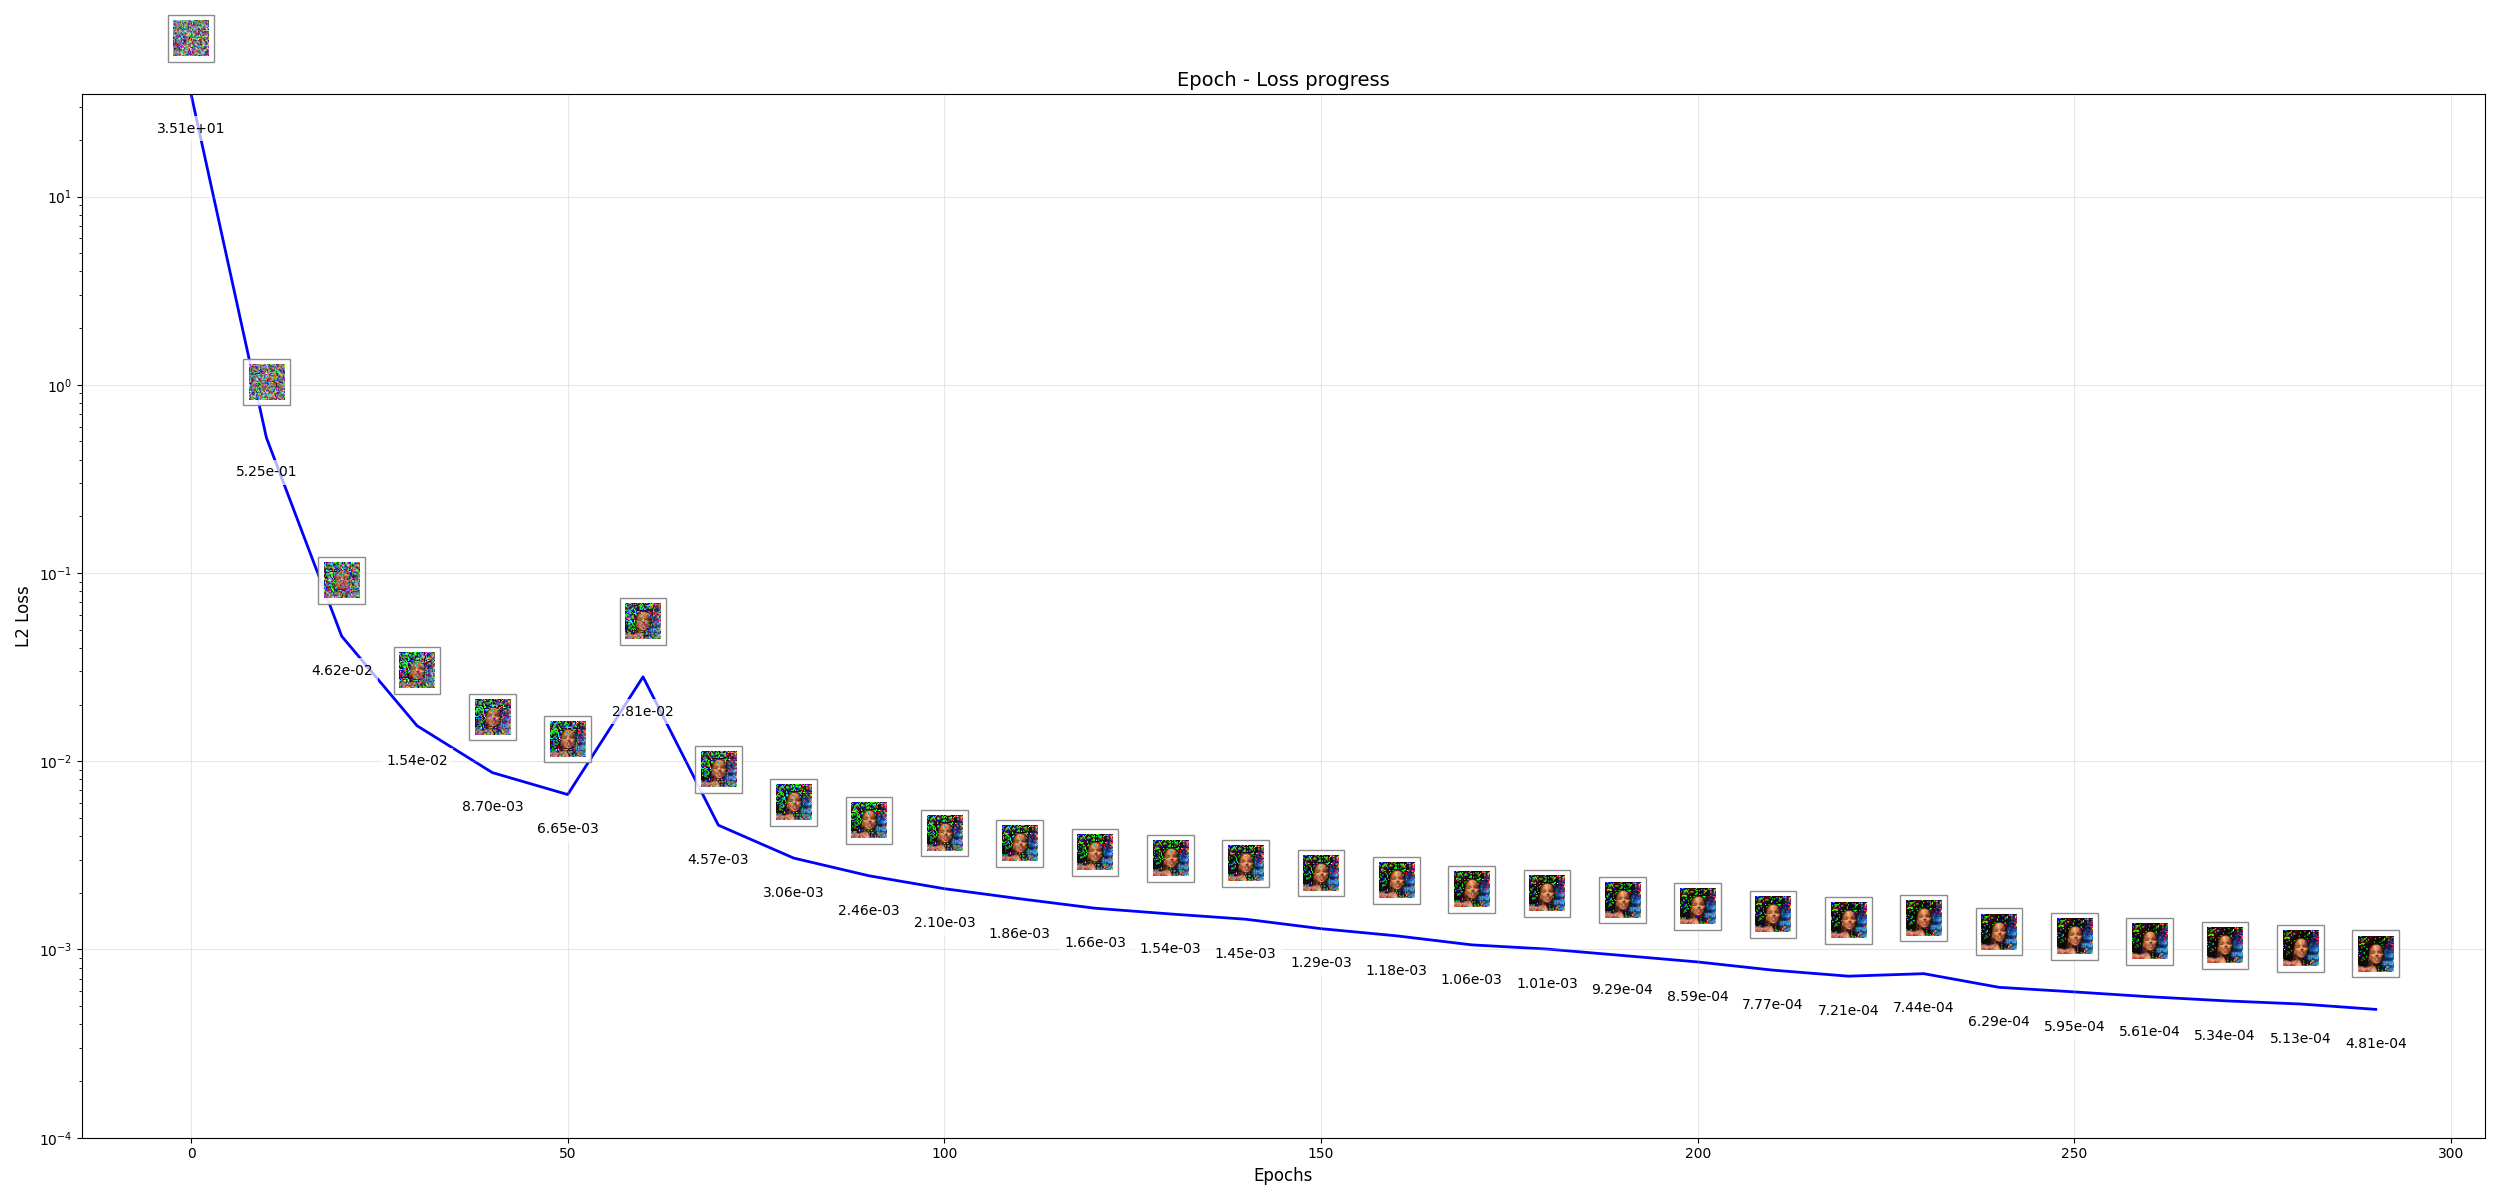 Epoch - Loss progress
L2 Loss
10¹
10⁰
10⁻¹
10⁻²
10⁻³
10⁻⁴
3.51e+01
5.25e-01
4.62e-02
1.54e-02
8.70e-03
6.65e-03
2.81e-02
4.57e-03
3.06e-03
2.46e-03
2.10e-03
1.86e-03
1.66e-03
1.54e-03
1.45e-03
1.29e-03
1.18e-03
1.06e-03
1.01e-03
9.29e-04
8.59e-04
7.77e-04
7.21e-04
7.44e-04
6.29e-04
5.95e-04
5.61e-04
5.34e-04
5.13e-04
4.81e-04
0 50 100 150 200 250 300
Epochs